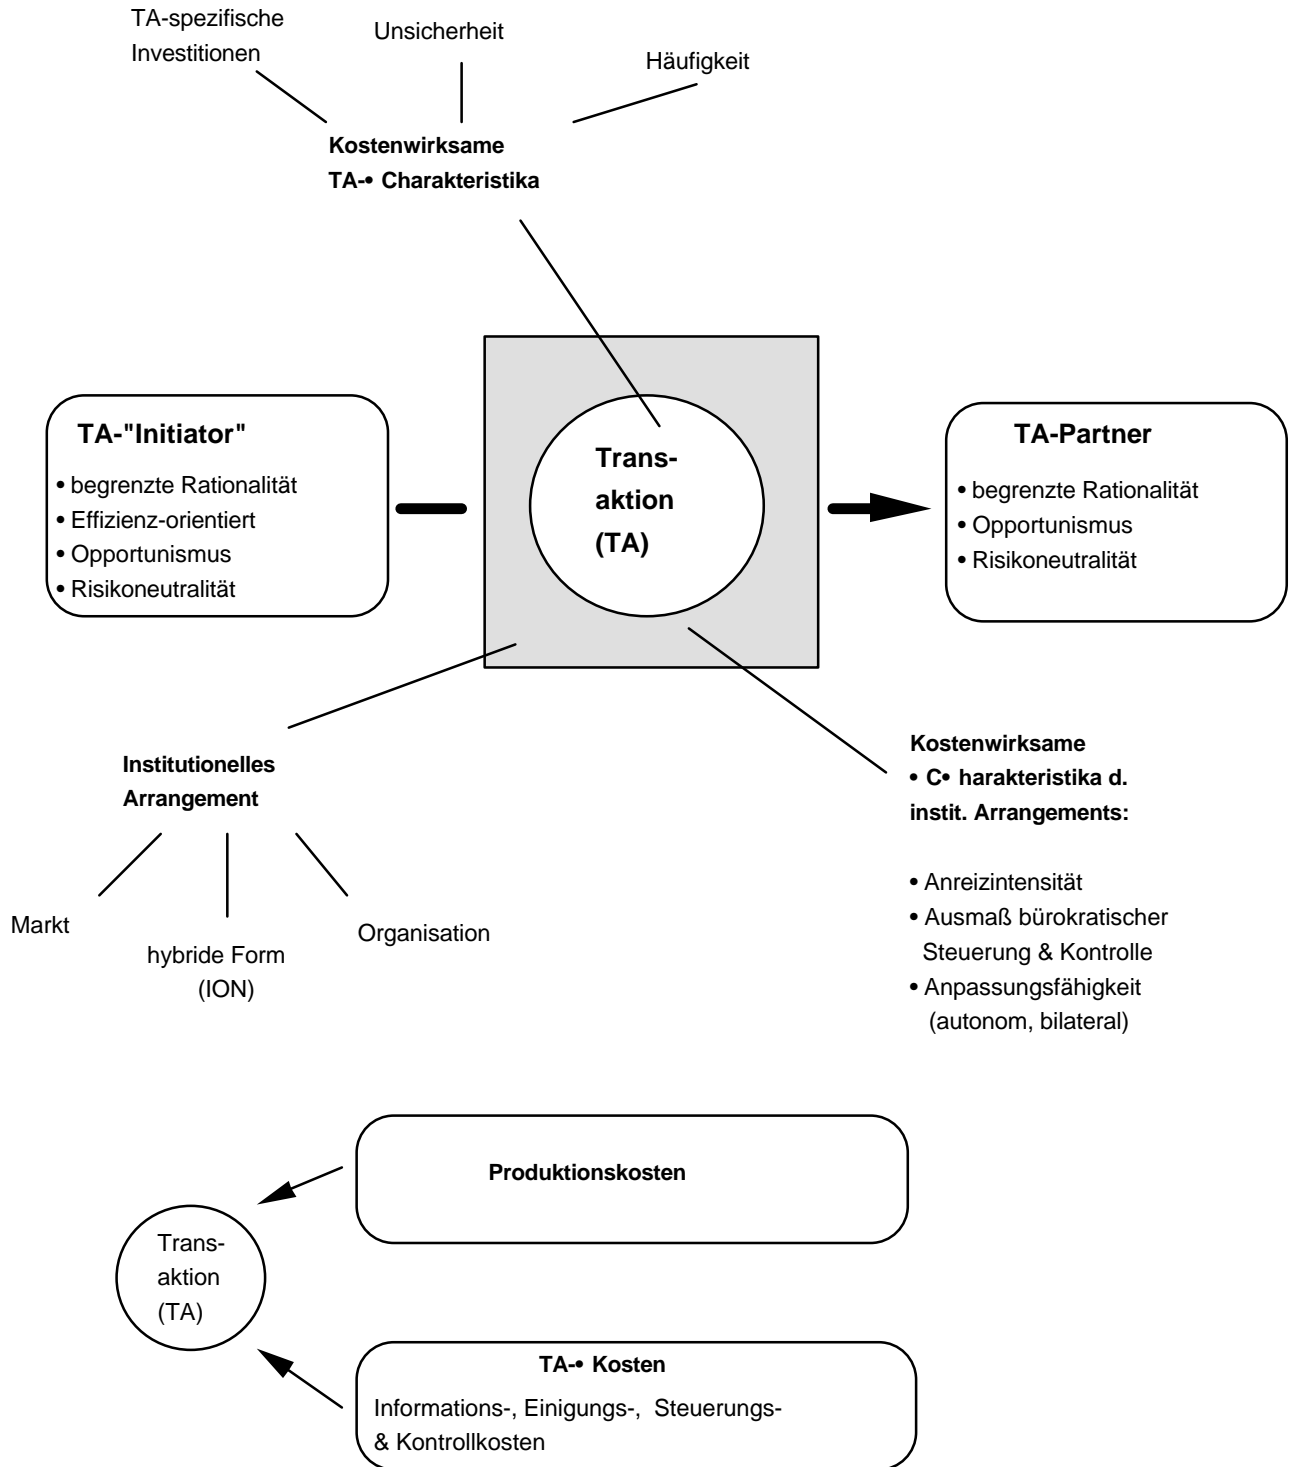 TA-spezifische
Investitionen
Unsicherheit
Häufigkeit
Kostenwirksame
TA-• Charakteristika
TA-"Initiator"
• begrenzte Rationalität
• Effizienz-orientiert
• Opportunismus
• Risikoneutralität
Trans-
aktion
(TA)
TA-Partner
• begrenzte Rationalität
• Opportunismus
• Risikoneutralität
Institutionelles
Arrangement
Markt
hybride Form
(ION)
Organisation
Kostenwirksame
• C• harakteristika d.
instit. Arrangements:
• Anreizintensität
• Ausmaß bürokratischer
Steuerung & Kontrolle
• Anpassungsfähigkeit
(autonom, bilateral)
Produktionskosten
Trans-
aktion
(TA)
TA-• Kosten
Informations-, Einigungs-, Steuerungs-
& Kontrollkosten